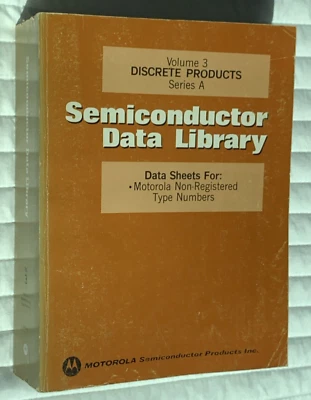 Volume 3
DISCRETE PRODUCTS
Series A
Semiconductor
Data Library
Data Sheets For:
• Motorola Non-Registered
Type Numbers
MOTOROLA Semiconductor Products Inc.